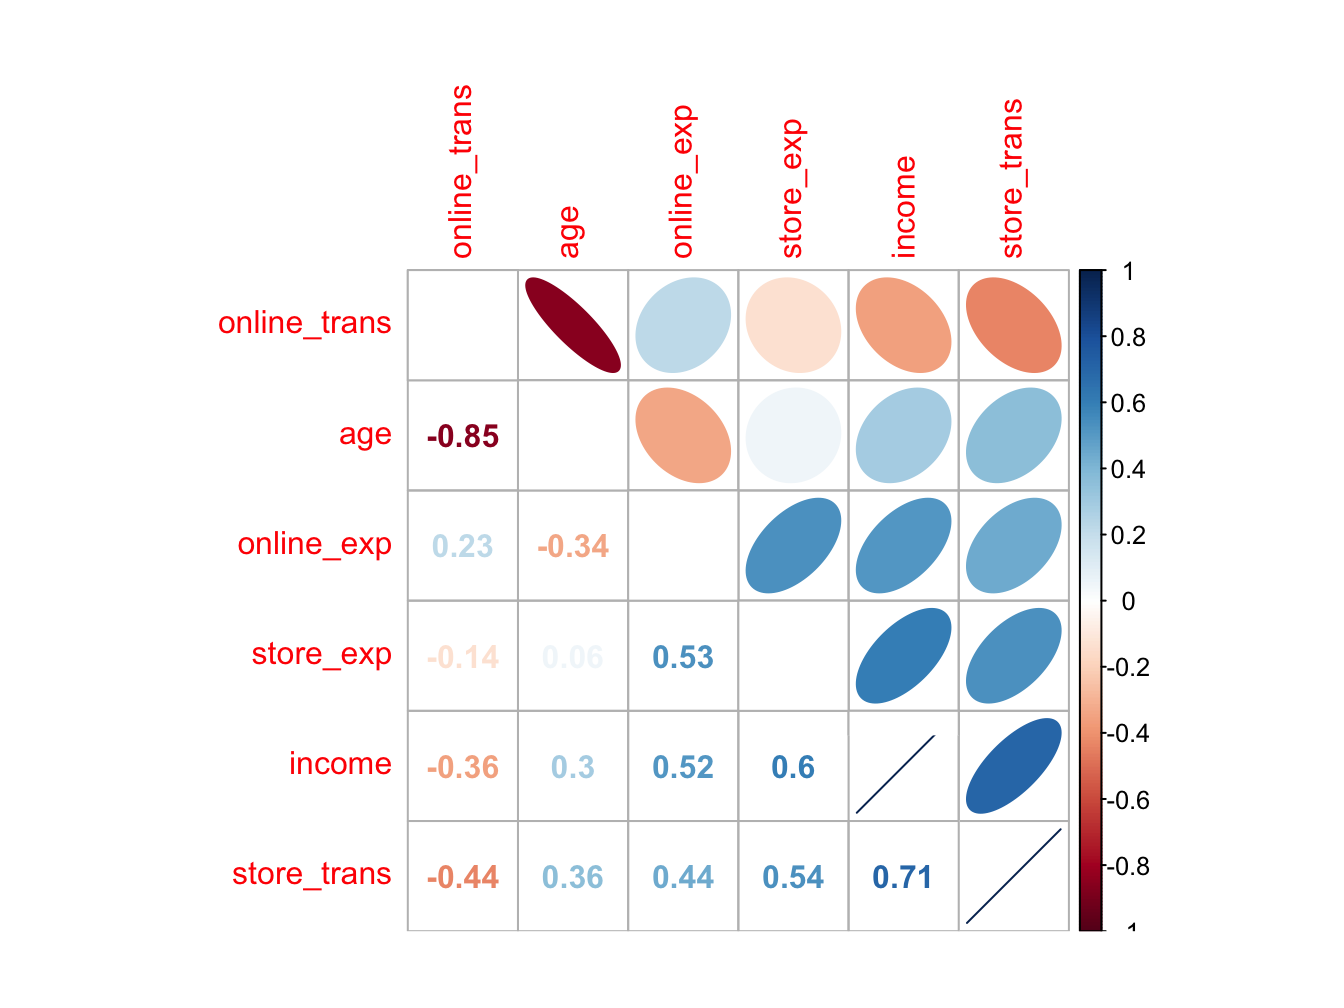 online_trans
age
online_exp
store_exp
income
store_trans
online_trans
age -0.85
online_exp 0.23 -0.34
store_exp -0.14 0.06 0.53
income -0.36 0.3 0.52 0.6
store_trans -0.44 0.36 0.44 0.54 0.71
1
0.8
0.6
0.4
0.2
0
-0.2
-0.4
-0.6
-0.8